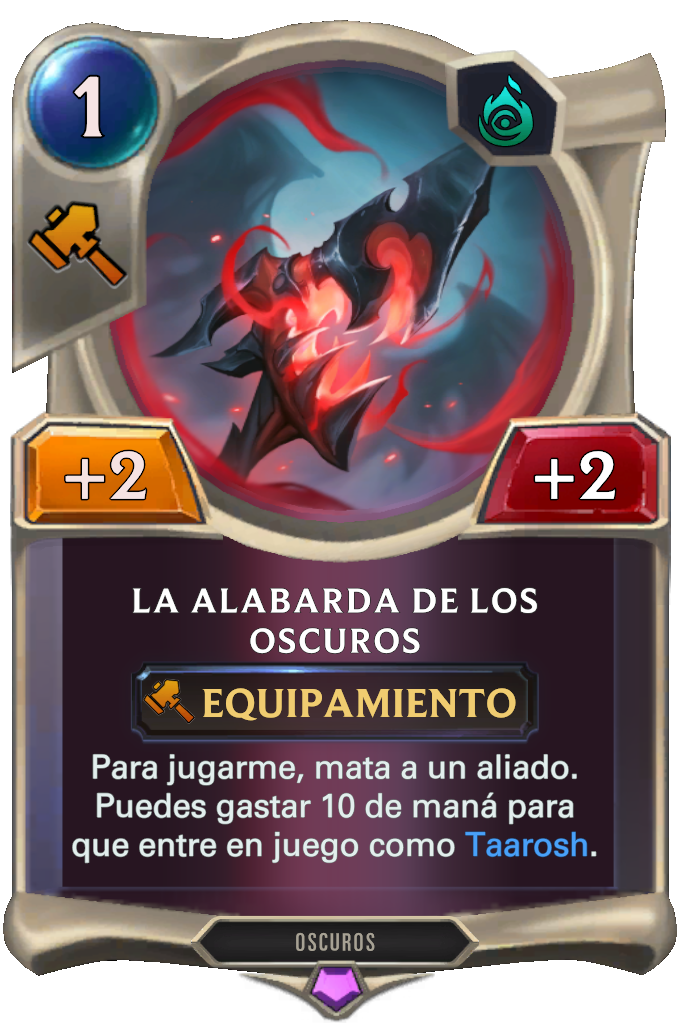 1
+2
+2
LA ALABARDA DE LOS
OSCUROS
EQUIPAMIENTO
Para jugarme, mata a un aliado.
Puedes gastar 10 de maná para
que entre en juego como Taarosh.
OSCUROS